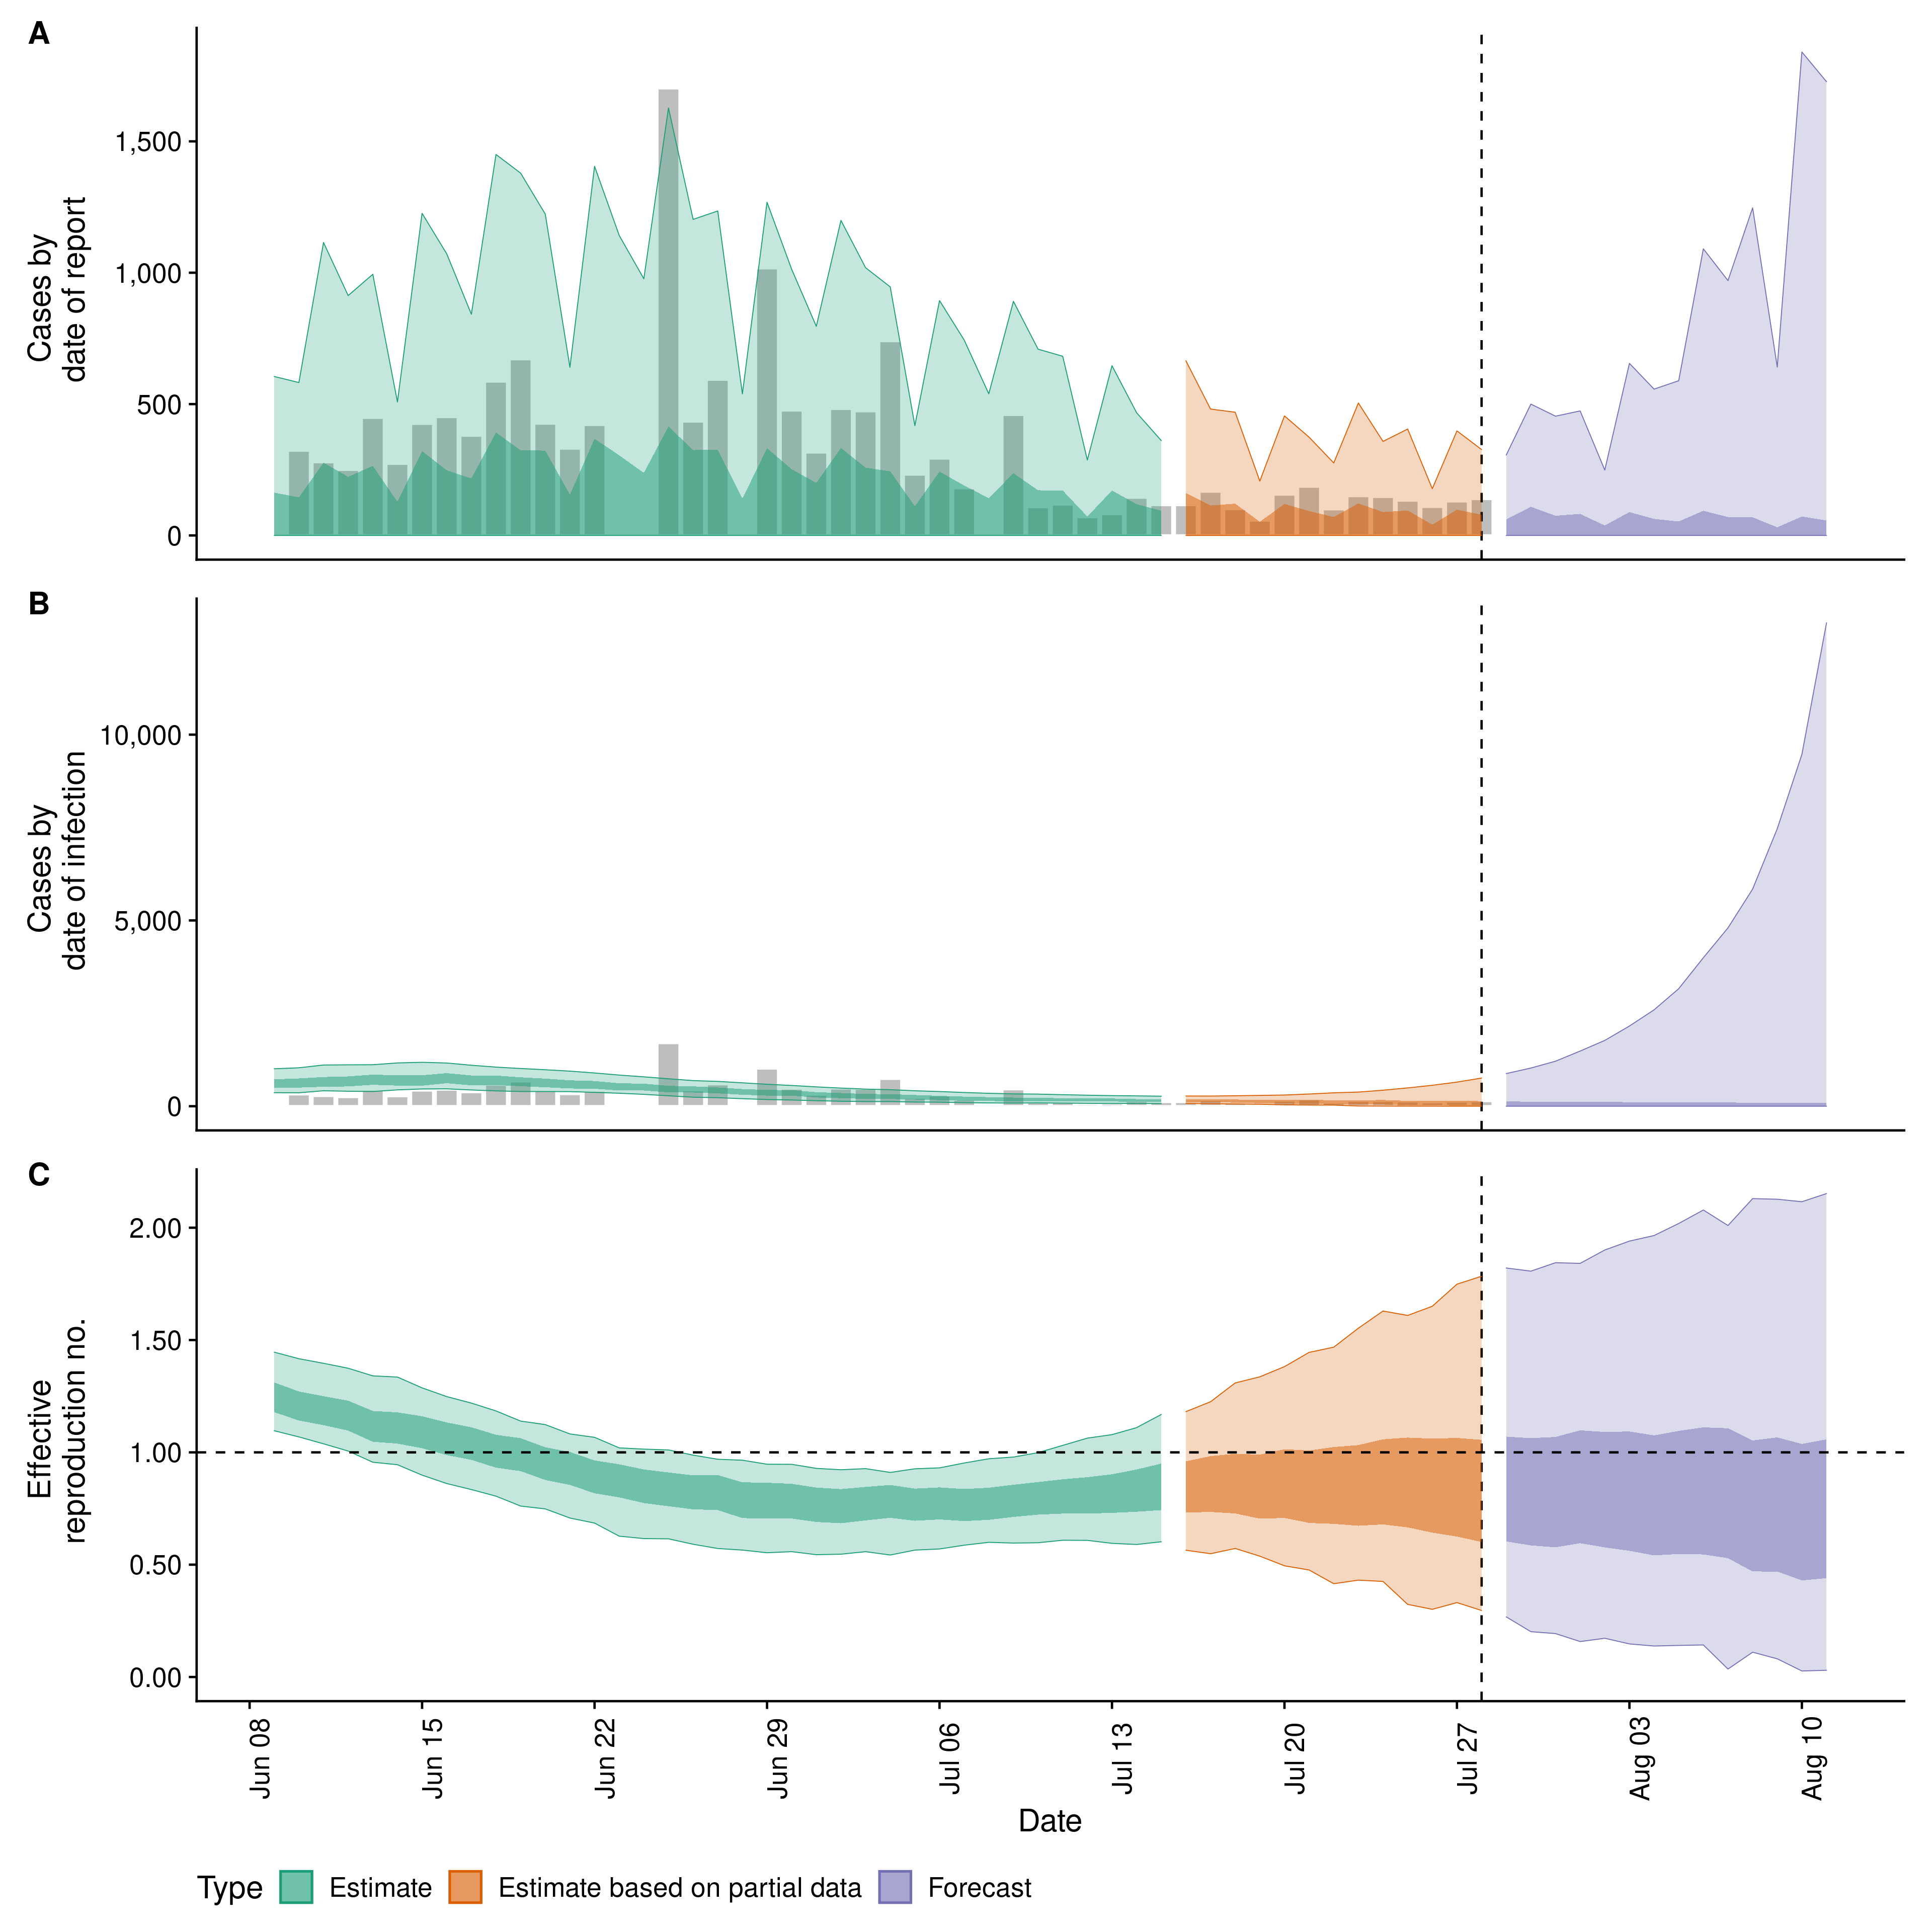 A
Cases by
date of report
1,500
1,000
500
0
B
Cases by
date of infection
10,000
5,000
0
C
Effective
reproduction no.
2.00
1.50
1.00
0.50
0.00
Jun 08
Jun 15
Jun 22
Jun 29
Jul 06
Jul 13
Jul 20
Jul 27
Aug 03
Aug 10
Date
Type Estimate Estimate based on partial data Forecast